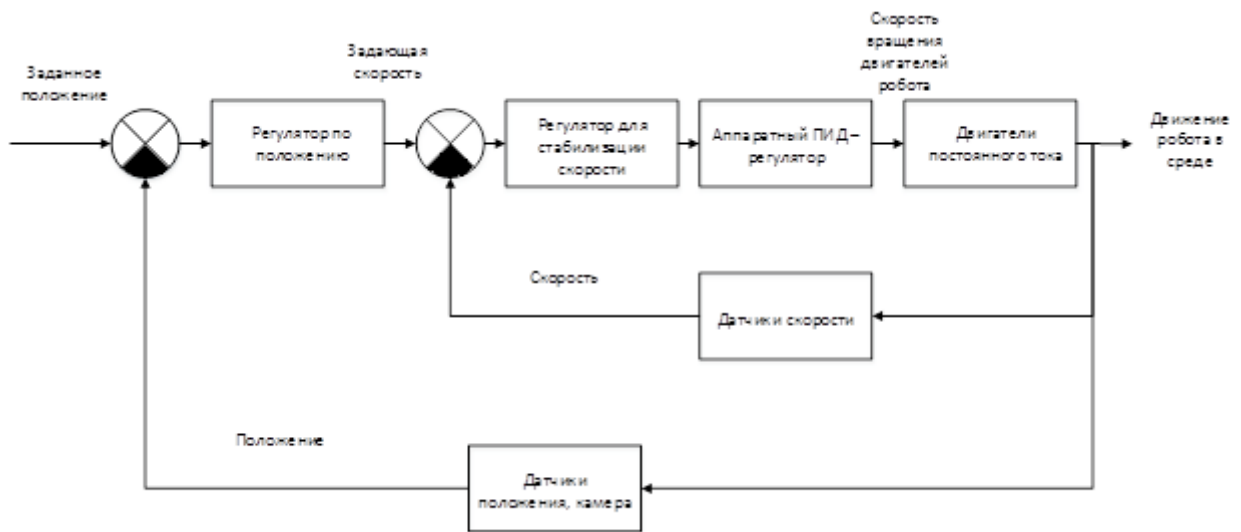 Заданное
положение
Регулятор по
положению
Задающая
скорость
Регулятор для
стабилизации
скорости
Аппаратный ПИД–
регулятор
Скорость
вращения
двигателей
робота
Двигатели
постоянного тока
Движение
робота в
среде
Скорость
Датчики скорости
Положение
Датчики
положения, камера